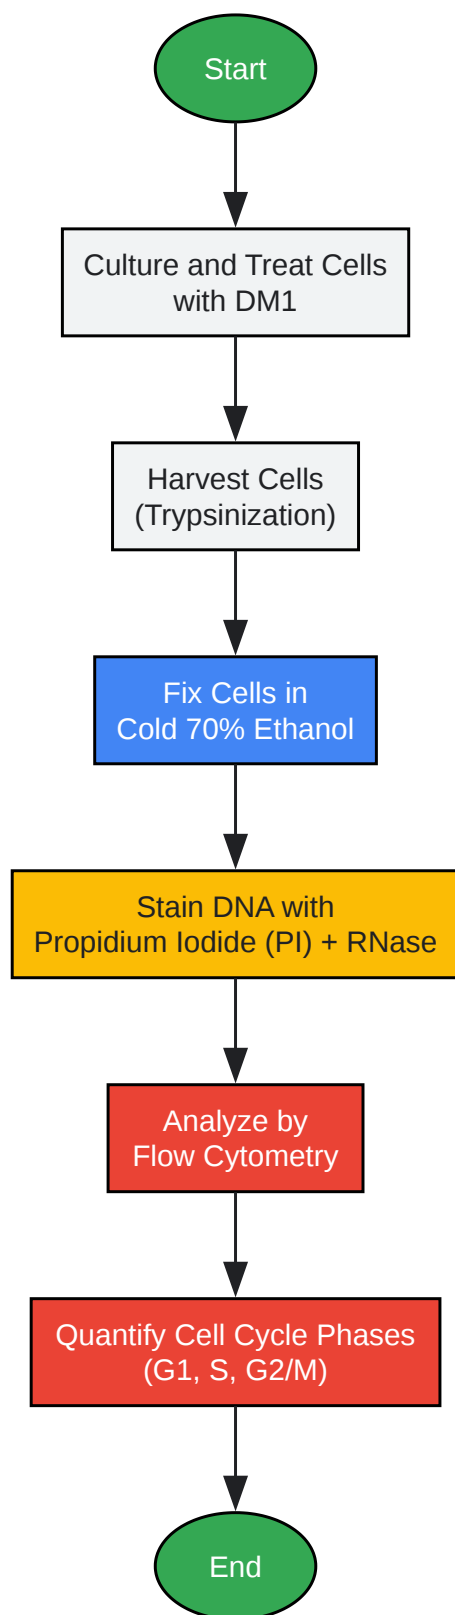 Start
Culture and Treat Cells
with DM1
Harvest Cells
(Trypsinization)
Fix Cells in
Cold 70% Ethanol
Stain DNA with
Propidium Iodide (PI) + RNase
Analyze by
Flow Cytometry
Quantify Cell Cycle Phases
(G1, S, G2/M)
End